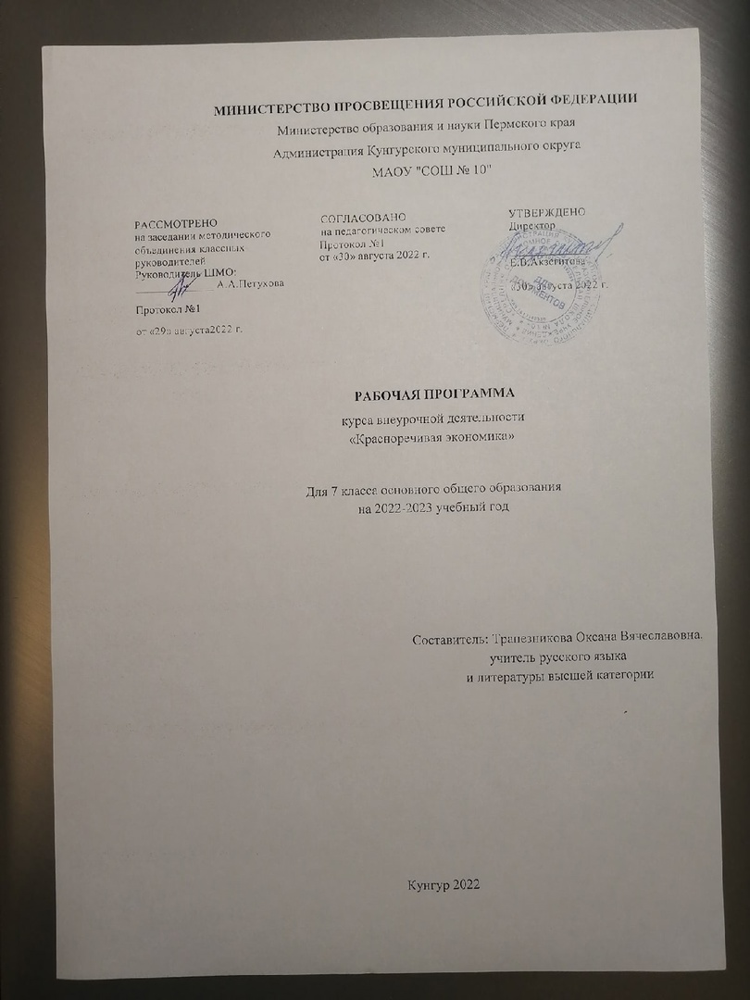 МИНИСТЕРСТВО ПРОСВЕЩЕНИЯ РОССИЙСКОЙ ФЕДЕРАЦИИ
Министерство образования и науки Пермского края
Администрация Кунгурского муниципального округа
МАОУ "СОШ № 10"
РАССМОТРЕНО
на заседании методического
объединения классных
руководителей
Руководитель ШМО:
А.А.Петухова
Протокол №1
от «29» августа2022 г.
СОГЛАСОВАНО
на педагогическом совете
Протокол №1
от «30» августа 2022 г.
УТВЕРЖДЕНО
Директор
Е.В.Акзегитова
«30» августа 2022 г.
ДЛЯ
ДОКУМЕНТОВ
РАБОЧАЯ ПРОГРАММА
курса внеурочной деятельности
«Красноречивая экономика»
Для 7 класса основного общего образования
на 2022-2023 учебный год
Составитель: Трапезникова Оксана Вячеславовна.
учитель русского языка
и литературы высшей категории
Кунгур 2022